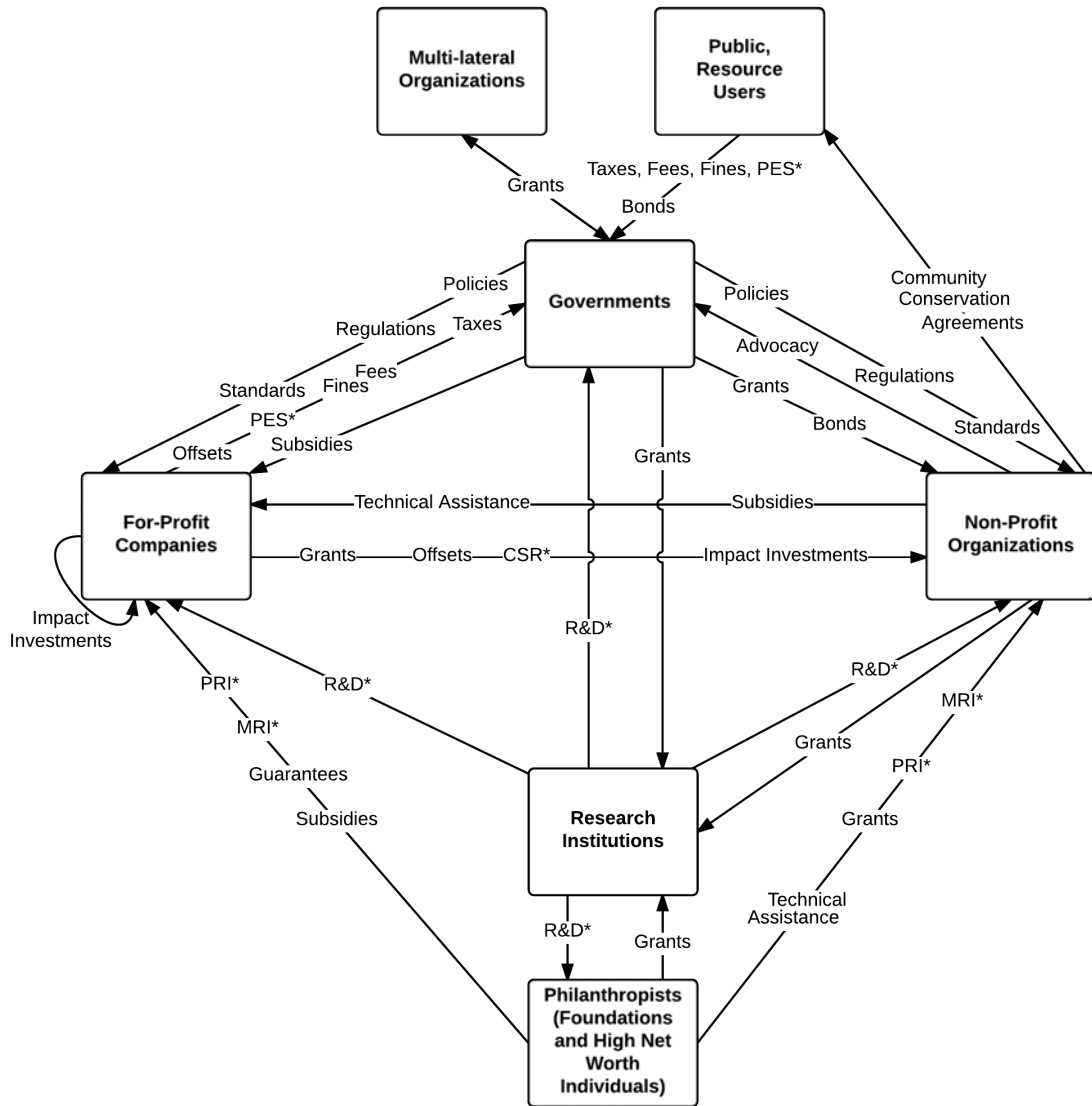 Multi-lateral
Organizations
Public,
Resource
Users
Taxes, Fees, Fines, PES*
Grants
Bonds
Governments
Policies
Regulations
Standards
Taxes
Fees
Fines
PES*
Offsets
Subsidies
Policies
Advocacy
Regulations
Grants
Bonds
Standards
Community
Conservation
Agreements
Grants
For-Profit
Companies
Technical Assistance
Subsidies
Non-Profit
Organizations
Grants
Offsets
CSR*
Impact Investments
Impact
Investments
R&D*
PRI*
R&D*
MRI*
Guarantees
Subsidies
R&D*
MRI*
Grants
PRI*
Grants
Technical
Assistance
Research
Institutions
R&D*
Grants
Philanthropists
(Foundations
and High Net
Worth
Individuals)